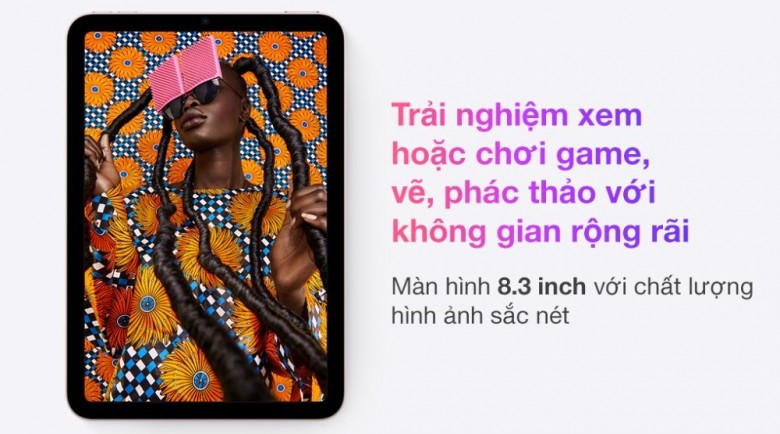 Trải nghiệm xem
hoặc chơi game,
vẽ, phác thảo với
không gian rộng rãi
Màn hình 8.3 inch với chất lượng
hình ảnh sắc nét